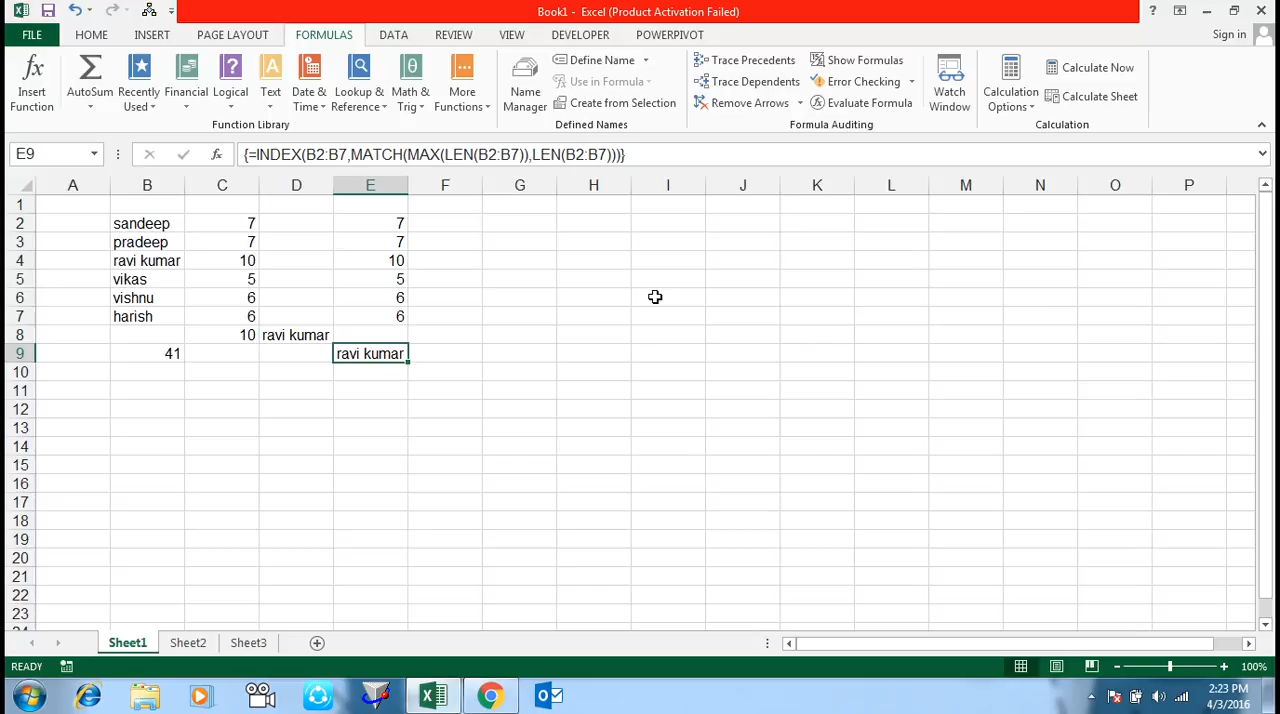 Book1 - Excel (Product Activation Failed)
FILE HOME INSERT PAGE LAYOUT FORMULAS DATA REVIEW VIEW DEVELOPER POWERPIVOT Sign in
Insert Function AutoSum Recently Used Financial Logical Text Date & Time Lookup & Reference Math & Trig More Functions
Function Library
Name Manager Define Name Use in Formula Create from Selection
Defined Names
Trace Precedents Trace Dependents Remove Arrows Show Formulas Error Checking Evaluate Formula Watch Window
Formula Auditing
Calculation Options Calculate Now Calculate Sheet
Calculation
E9 fx {=INDEX(B2:B7,MATCH(MAX(LEN(B2:B7)),LEN(B2:B7)))}
A B C D E F G H I J K L M N O P
1
2 sandeep 7 7
3 pradeep 7 7
4 ravi kumar 10 10
5 vikas 5 5
6 vishnu 6 6
7 harish 6 6
8 10 ravi kumar
9 41 ravi kumar
10
11
12
13
14
15
16
17
18
19
20
21
22
23
24
Sheet1 Sheet2 Sheet3
READY 100%
2:23 PM
4/3/2016